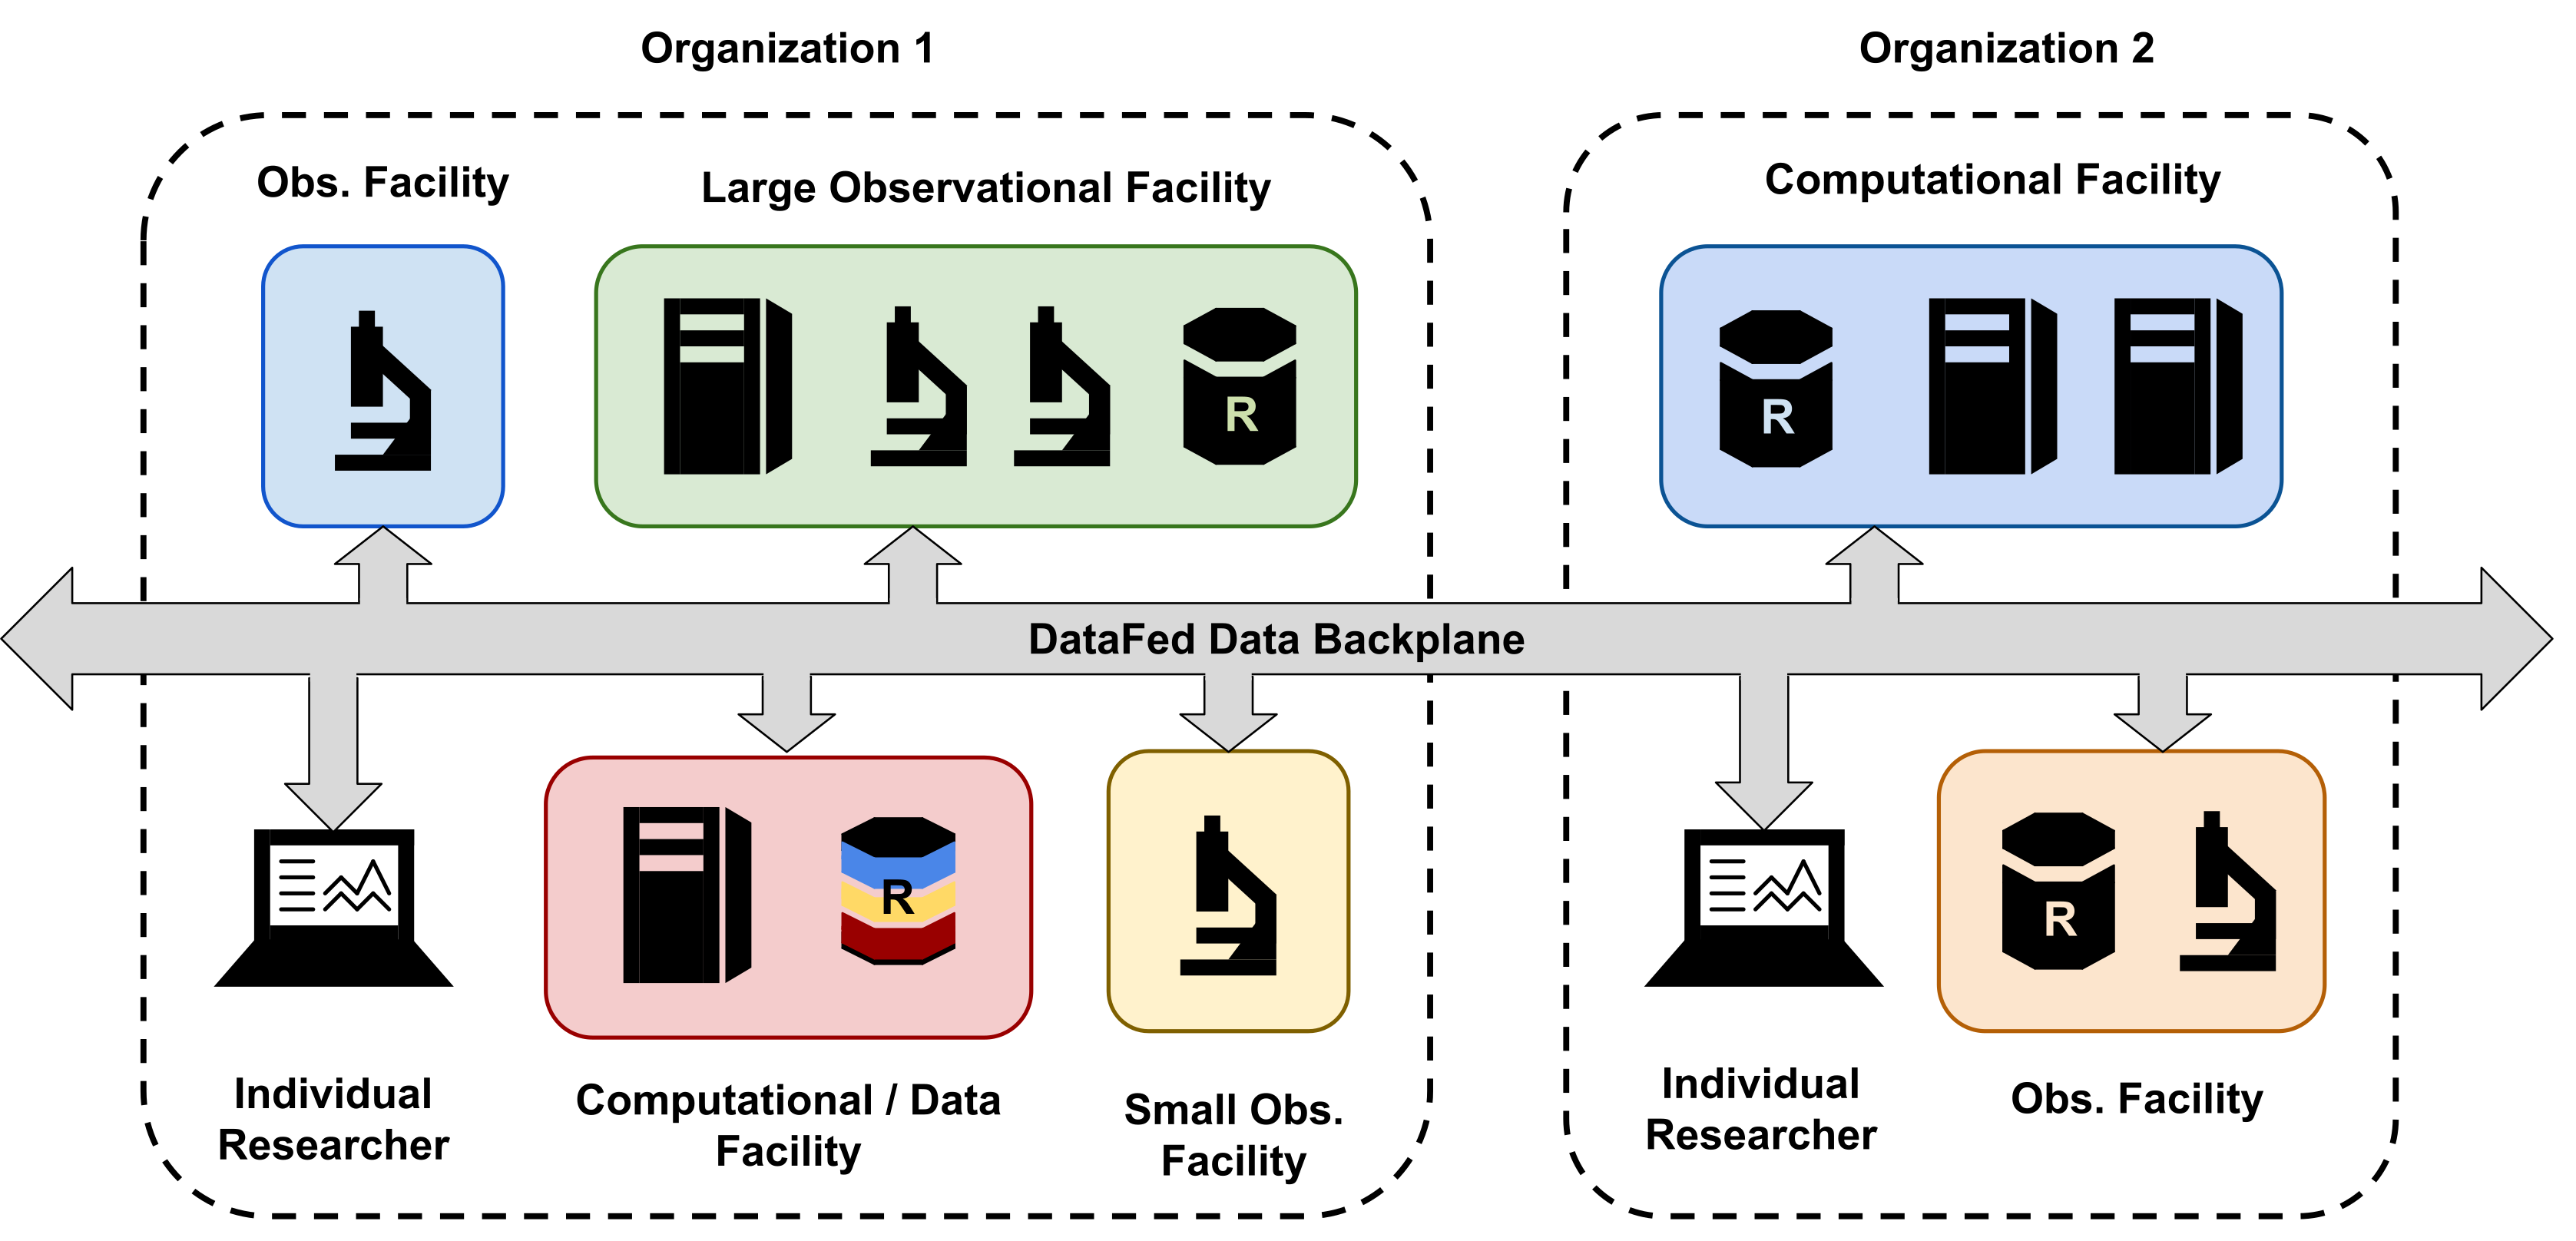 Organization 1
Organization 2
Obs. Facility
Large Observational Facility
Computational Facility
R
R
DataFed Data Backplane
R
R
Individual
Researcher
Computational / Data
Facility
Small Obs.
Facility
Individual
Researcher
Obs. Facility